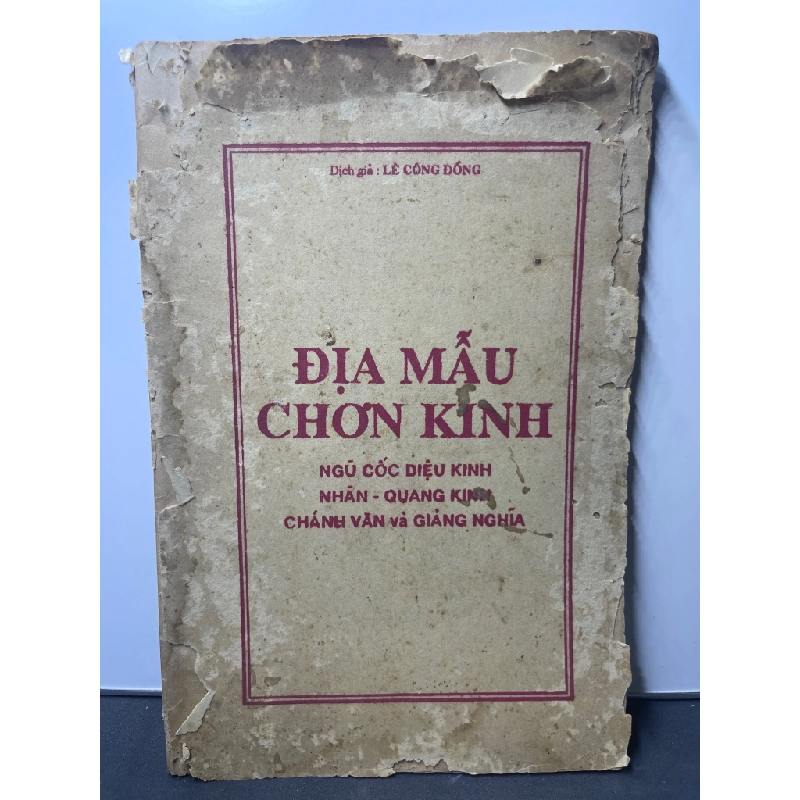 Dịch giả : LÊ CÔNG ĐỒNG
ĐỊA MẪU
CHƠN KINH
NGŨ CỐC DIỆU KINH
NHÃN - QUANG KINH
CHÁNH VĂN và GIẢNG NGHĨA